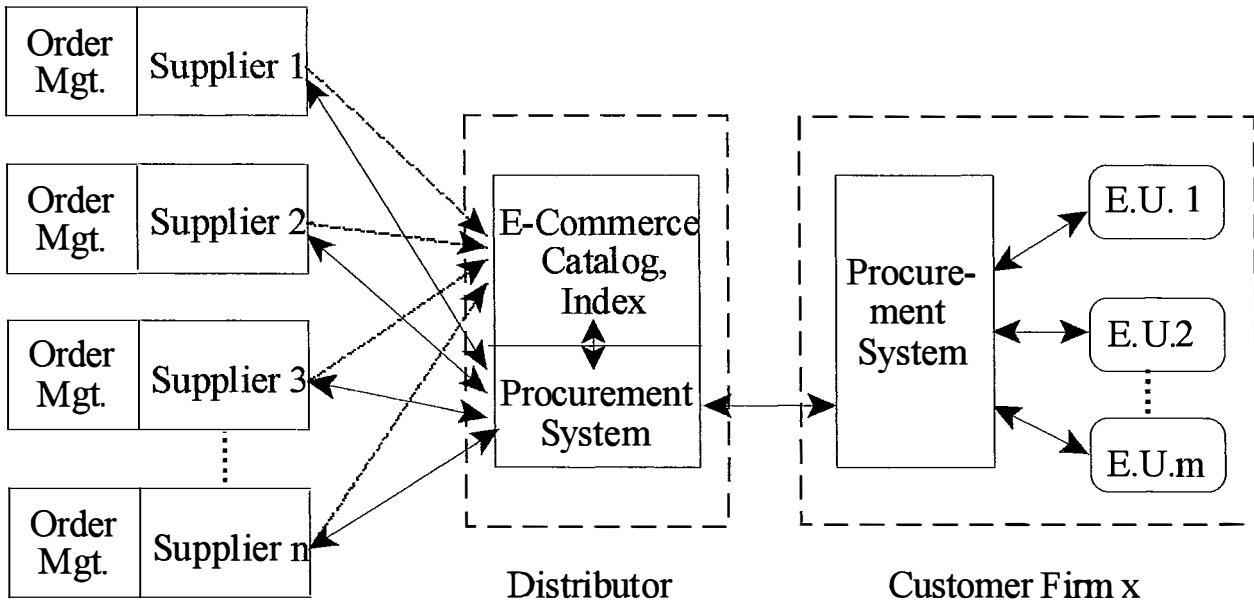 Order
Mgt.
Supplier 1
Order
Mgt.
Supplier 2
Order
Mgt.
Supplier 3
Order
Mgt.
Supplier n
E-Commerce
Catalog,
Index
Procurement
System
Distributor
Procure-
ment
System
E.U. 1
E.U.2
E.U.m
Customer Firm x